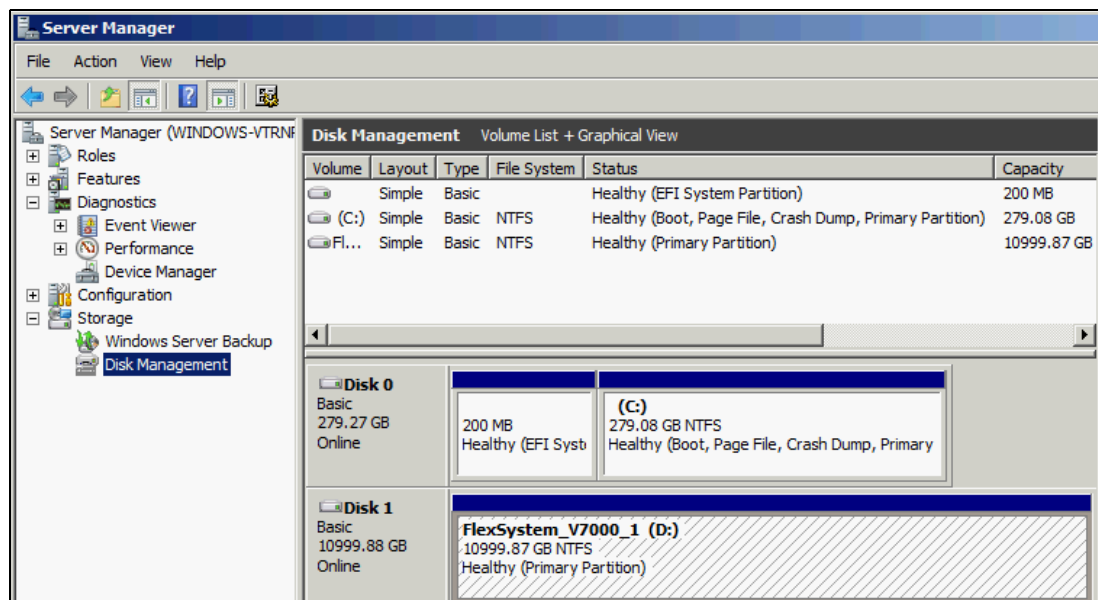 Server Manager
File Action View Help
Server Manager (WINDOWS-VTRNF
Roles
Features
Diagnostics
Event Viewer
Performance
Device Manager
Configuration
Storage
Windows Server Backup
Disk Management
Disk Management Volume List + Graphical View
Volume Layout Type File System Status Capacity
Simple Basic Healthy (EFI System Partition) 200 MB
(C:) Simple Basic NTFS Healthy (Boot, Page File, Crash Dump, Primary Partition) 279.08 GB
Fl... Simple Basic NTFS Healthy (Primary Partition) 10999.87 GB
Disk 0
Basic
279.27 GB
Online
200 MB
Healthy (EFI Syst
(C:)
279.08 GB NTFS
Healthy (Boot, Page File, Crash Dump, Primary
Disk 1
Basic
10999.88 GB
Online
FlexSystem_V7000_1 (D:)
10999.87 GB NTFS
Healthy (Primary Partition)